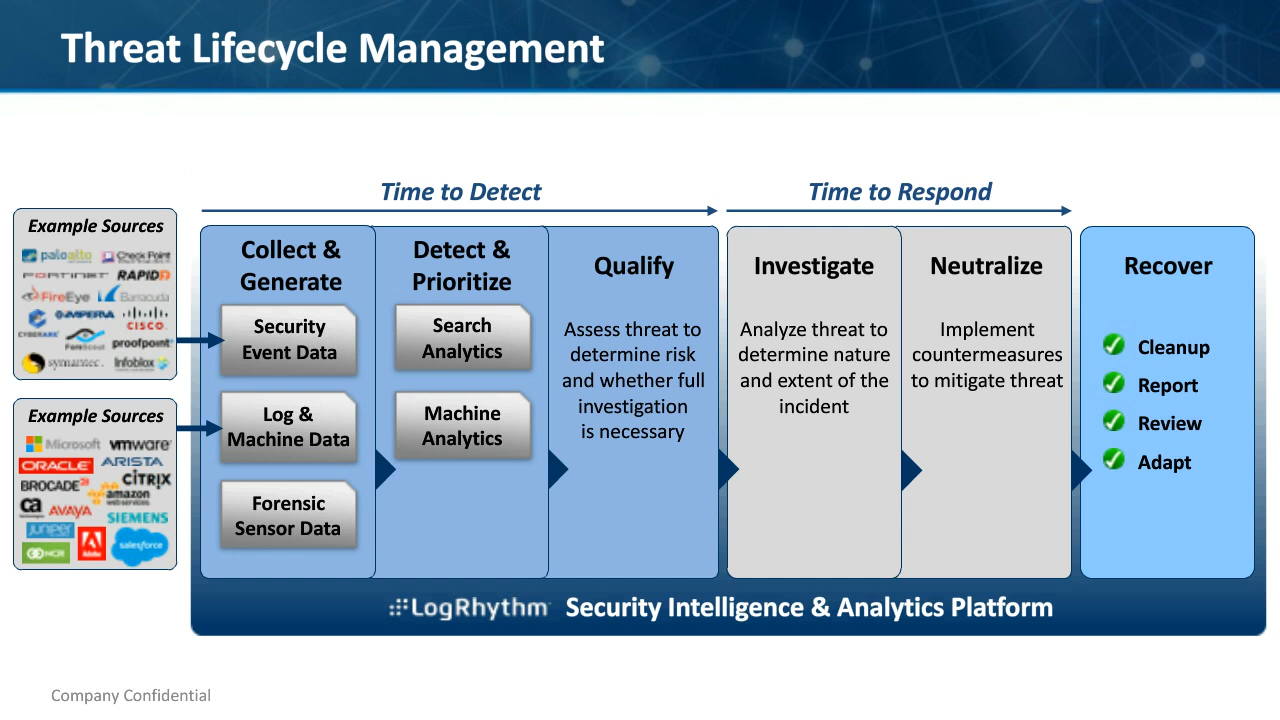 Threat Lifecycle Management
Time to Detect
Time to Respond
Example Sources
paloalto
Check Point
FORTINET
RAPID7
FireEye
Barracuda
CYBERARK
IMPERVA
CISCO
ForeScout
proofpoint
symantec.
Infoblox
Example Sources
Microsoft
vmware
ORACLE
ARISTA
BROCADE
CITRIX
amazon
web services
ca
technologies
AVAYA
SIEMENS
JUNIPER
NCR
Adobe
salesforce
Collect &
Generate
Security
Event Data
Log &
Machine Data
Forensic
Sensor Data
Detect &
Prioritize
Search
Analytics
Machine
Analytics
Qualify
Assess threat to
determine risk
and whether full
investigation
is necessary
Investigate
Analyze threat to
determine nature
and extent of the
incident
Neutralize
Implement
countermeasures
to mitigate threat
Recover
Cleanup
Report
Review
Adapt
LogRhythm Security Intelligence & Analytics Platform
Company Confidential